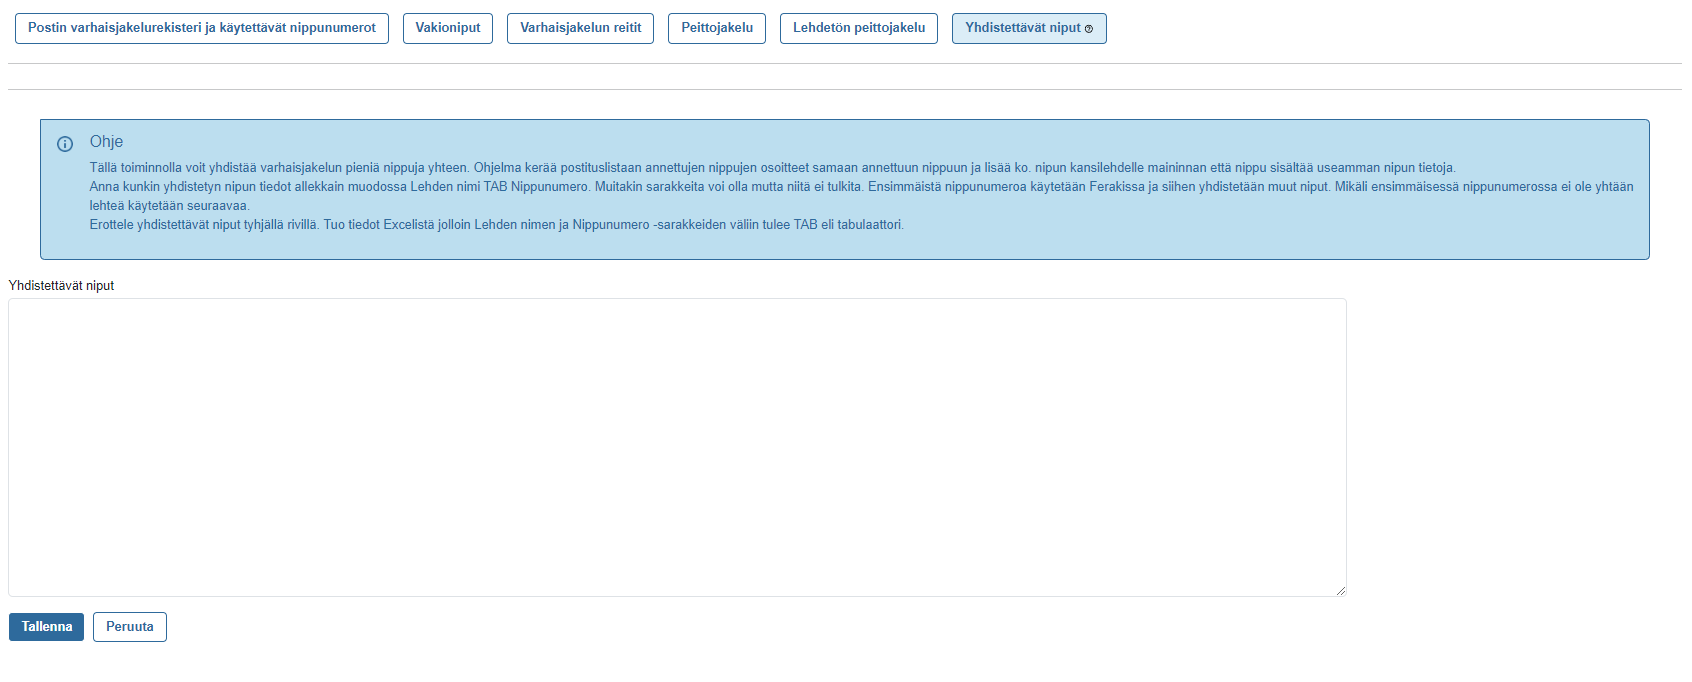 Postin varhaisjakelurekisteri ja käytettävät nippunumerot Vakioniput Varhaisjakelun reitit Peittojakelu Lehdetön peittojakelu Yhdistettävät niput
Ohje
Tällä toiminnolla voit yhdistää varhaisjakelun pieniä nippuja yhteen. Ohjelma kerää postituslistaan annettujen nippujen osoitteet samaan annettuun nippuun ja lisää ko. nipun kansilehdelle maininnan että nippu sisältää useamman nipun tietoja.
Anna kunkin yhdistetyn nipun tiedot allekkain muodossa Lehden nimi TAB Nippunumero. Muitakin sarakkeita voi olla mutta niitä ei tulkita. Ensimmäistä nippunumeroa käytetään Ferakissa ja siihen yhdistetään muut niput. Mikäli ensimmäisessä nippunumerossa ei ole yhtään
lehteä käytetään seuraavaa.
Erottele yhdistettävät niput tyhjällä rivillä. Tuo tiedot Excelistä jolloin Lehden nimen ja Nippunumero -sarakkeiden väliin tulee TAB eli tabulaattori.
Yhdistettävät niput
Tallenna Peruuta